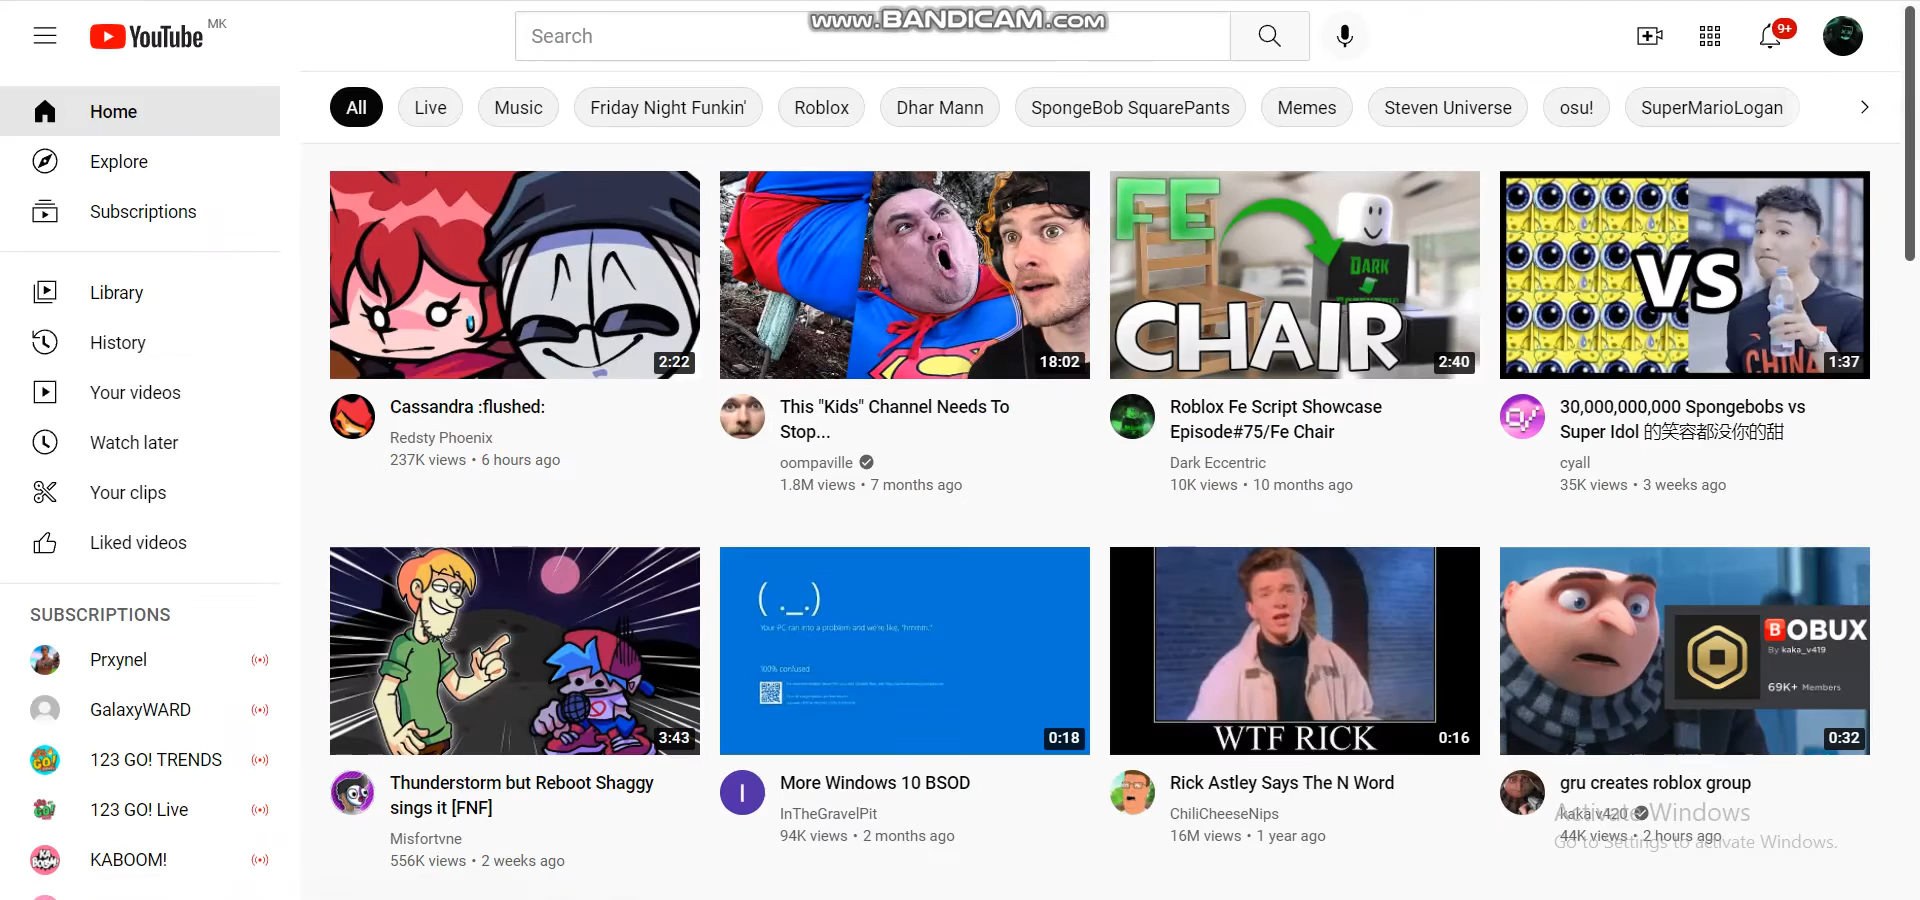 www.BANDICAM.com
YouTube MK
Search
9+
All
Live
Music
Friday Night Funkin'
Roblox
Dhar Mann
SpongeBob SquarePants
Memes
Steven Universe
osu!
SuperMarioLogan
Home
Explore
Subscriptions
Library
History
Your videos
Watch later
Your clips
Liked videos
SUBSCRIPTIONS
Prxynel
GalaxyWARD
123 GO! TRENDS
123 GO! Live
KABOOM!
2:22
Cassandra :flushed:
Redsty Phoenix
237K views • 6 hours ago
18:02
This "Kids" Channel Needs To
Stop...
oompaville
1.8M views • 7 months ago
FE
DARK
CHAIR
2:40
Roblox Fe Script Showcase
Episode#75/Fe Chair
Dark Eccentric
10K views • 10 months ago
VS
CHINA
1:37
30,000,000,000 Spongebobs vs
Super Idol 的笑容都没你的甜
cyall
35K views • 3 weeks ago
3:43
Thunderstorm but Reboot Shaggy
sings it [FNF]
Misfortvne
556K views • 2 weeks ago
( ._.)
Your PC ran into a problem and we're like, "hmmm."
100% confused
0:18
I
More Windows 10 BSOD
InTheGravelPit
94K views • 2 months ago
WTF RICK
0:16
Rick Astley Says The N Word
ChiliCheeseNips
16M views • 1 year ago
BOBUX
By kaka_v419
69K+ Members
0:32
gru creates roblox group
kaka v420
44K views • 2 hours ago
Activate Windows
Go to Settings to activate Windows.